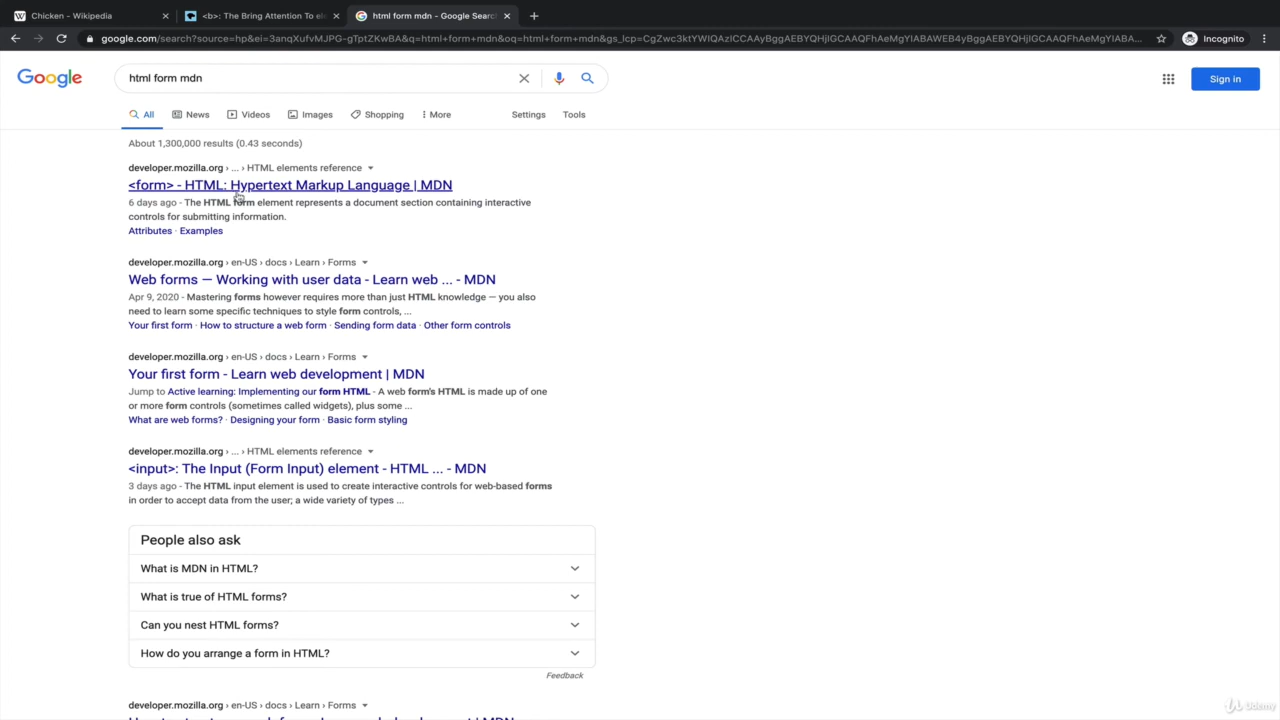 Chicken - Wikipedia
<b>: The Bring Attention To el
html form mdn - Google Searc
google.com/search?source=hp&ei=3anqXufvMJPG-gTptZKwBA&q=html+form+mdn&oq=html+form+mdn&gs_lcp=CgZwc3ktYWIQAzICCAAyBggAEBYQHjIGCAAQFhAeMgYIABAWEB4yBggAEBYQHjIGCAAQFhAeMgYIABA...
Incognito
Google
html form mdn
Sign in
All
News
Videos
Images
Shopping
More
Settings
Tools
About 1,300,000 results (0.43 seconds)
developer.mozilla.org › ... › HTML elements reference
<form> - HTML: Hypertext Markup Language | MDN
6 days ago - The HTML form element represents a document section containing interactive
controls for submitting information.
Attributes · Examples
developer.mozilla.org › en-US › docs › Learn › Forms
Web forms — Working with user data - Learn web ... - MDN
Apr 9, 2020 - Mastering forms however requires more than just HTML knowledge — you also
need to learn some specific techniques to style form controls, ...
Your first form · How to structure a web form · Sending form data · Other form controls
developer.mozilla.org › en-US › docs › Learn › Forms
Your first form - Learn web development | MDN
Jump to Active learning: Implementing our form HTML - A web form's HTML is made up of one
or more form controls (sometimes called widgets), plus some ...
What are web forms? · Designing your form · Basic form styling
developer.mozilla.org › ... › HTML elements reference
<input>: The Input (Form Input) element - HTML ... - MDN
3 days ago - The HTML input element is used to create interactive controls for web-based forms
in order to accept data from the user; a wide variety of types ...
People also ask
What is MDN in HTML?
What is true of HTML forms?
Can you nest HTML forms?
How do you arrange a form in HTML?
Feedback
developer.mozilla.org › en-US › docs › Learn › Forms
Udemy